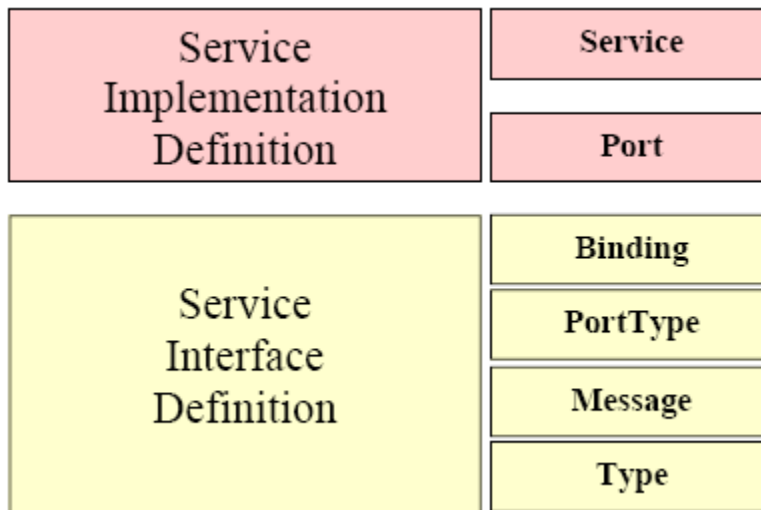 Service
Implementation
Definition
Service
Port
Service
Interface
Definition
Binding
PortType
Message
Type